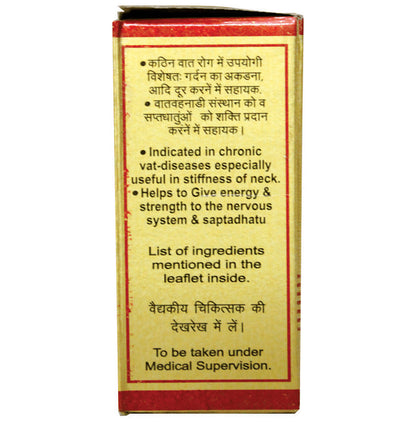 • कठिन वात रोग में उपयोगी
विशेषतः गर्दन का अकडना,
आदि दूर करनें में सहायक.
• वातवहनाडी संस्थान को व
सप्तधातुंओं को शक्ति प्रदान
करनें में सहायक।
• Indicated in chronic
vat-diseases especially
useful in stiffness of neck.
• Helps to Give energy &
strength to the nervous
system & saptadhatu
List of ingredients
mentioned in the
leaflet inside.
वैद्यकीय चिकित्सक की
देखरेख में लें।
To be taken under
Medical Supervision.